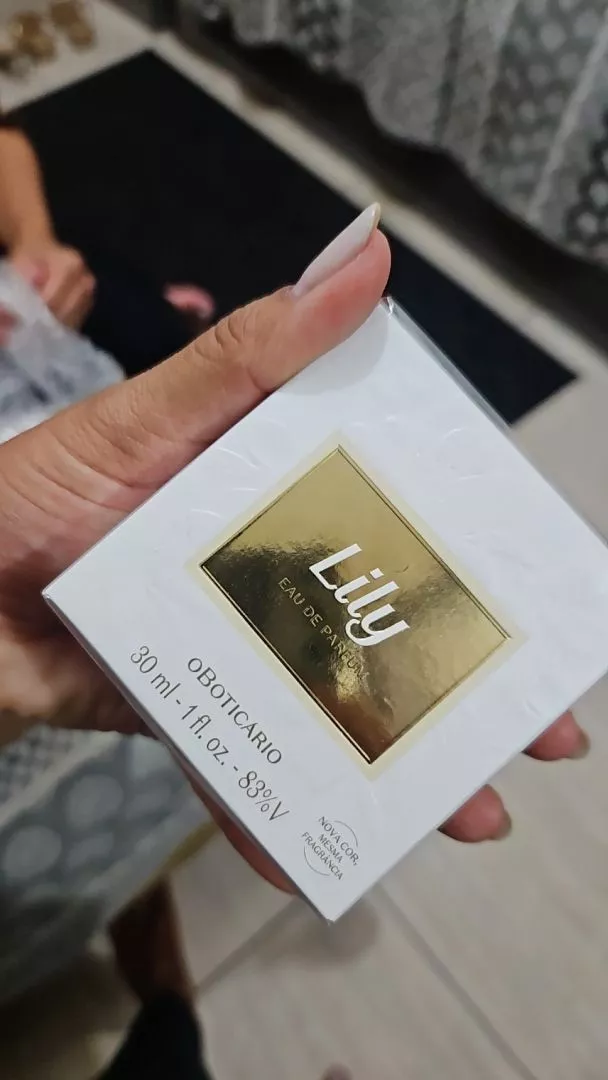 Lily
EAU DE PARFUM
oBOTICÁRIO
30 ml - 1 fl. oz. - 83%V
NOVA COR,
MESMA
FRAGRÂNCIA